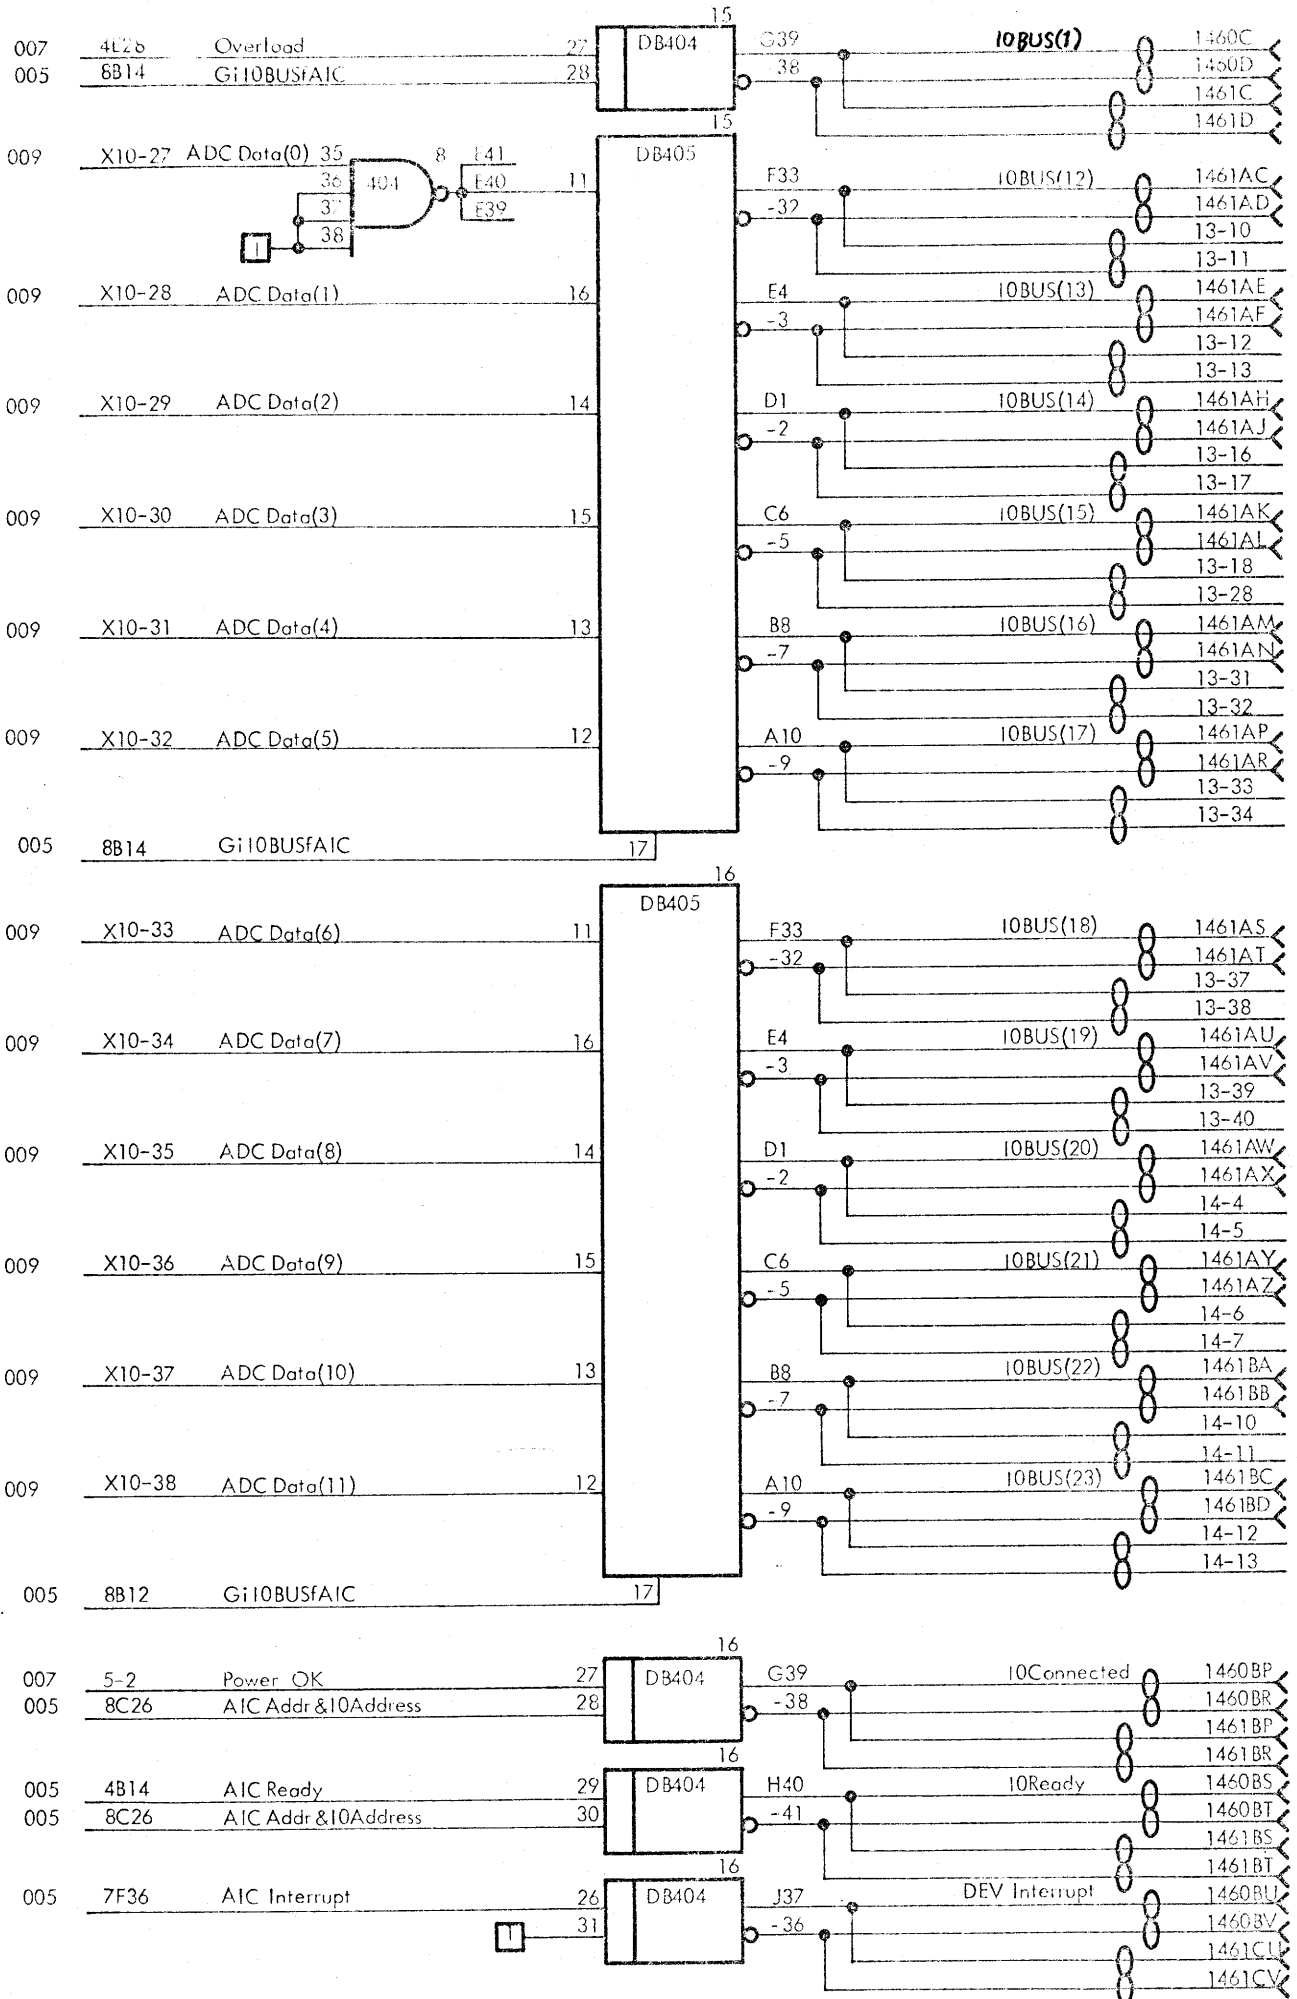 15
007 Overload 27 DB404 G39 IOBUS(1) 1460C
005 8B14 GiIOBUSfAIC 28 -38 1460D
1461C
1461D
15
009 X10-27 ADC Data(0) 35 8 E41 DB405
36 404 E40 11 F33 IOBUS(12) 1461AC
37 E39 -32 1461AD
38 13-10
1 13-11
009 X10-28 ADC Data(1) 16 E4 IOBUS(13) 1461AE
-3 1461AF
13-12
13-13
009 X10-29 ADC Data(2) 14 D1 IOBUS(14) 1461AH
-2 1461AJ
13-16
13-17
009 X10-30 ADC Data(3) 15 C6 IOBUS(15) 1461AK
-5 1461AL
13-18
13-28
009 X10-31 ADC Data(4) 13 B8 IOBUS(16) 1461AM
-7 1461AN
13-31
13-32
009 X10-32 ADC Data(5) 12 A10 IOBUS(17) 1461AP
-9 1461AR
13-33
13-34
005 8B14 GiIOBUSfAIC 17
16
DB405
009 X10-33 ADC Data(6) 11 F33 IOBUS(18) 1461AS
-32 1461AT
13-37
13-38
009 X10-34 ADC Data(7) 16 E4 IOBUS(19) 1461AU
-3 1461AV
13-39
13-40
009 X10-35 ADC Data(8) 14 D1 IOBUS(20) 1461AW
-2 1461AX
14-4
14-5
009 X10-36 ADC Data(9) 15 C6 IOBUS(21) 1461AY
-5 1461AZ
14-6
14-7
009 X10-37 ADC Data(10) 13 B8 IOBUS(22) 1461BA
-7 1461BB
14-10
14-11
009 X10-38 ADC Data(11) 12 A10 IOBUS(23) 1461BC
-9 1461BD
14-12
14-13
005 8B12 GiIOBUSfAIC 17
16
007 5-2 Power OK 27 DB404 G39 IOConnected 1460BP
005 8C26 AIC Addr&IOAddress 28 -38 1460BR
1461BP
1461BR
16
005 4B14 AIC Ready 29 DB404 H40 IOReady 1460BS
005 8C26 AIC Addr&IOAddress 30 -41 1460BT
1461BS
1461BT
16
005 7F36 AIC Interrupt 26 DB404 J37 DEV Interrupt 1460BU
1 31 -36 1460BV
1461CU
1461CV